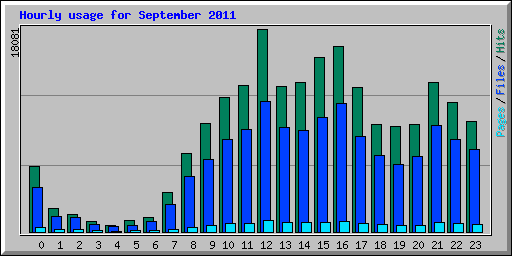 Hourly usage for September 2011
18081
Pages/Files/Hits
0 1 2 3 4 5 6 7 8 9 10 11 12 13 14 15 16 17 18 19 20 21 22 23